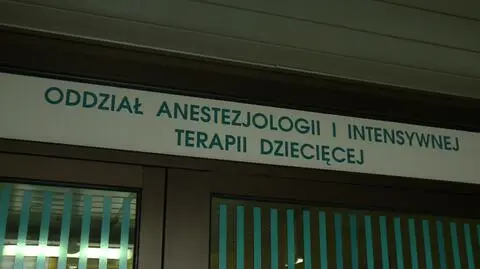 ODDZIAŁ ANESTEZJOLOGII I INTENSYWNEJ
TERAPII DZIECIĘCEJ